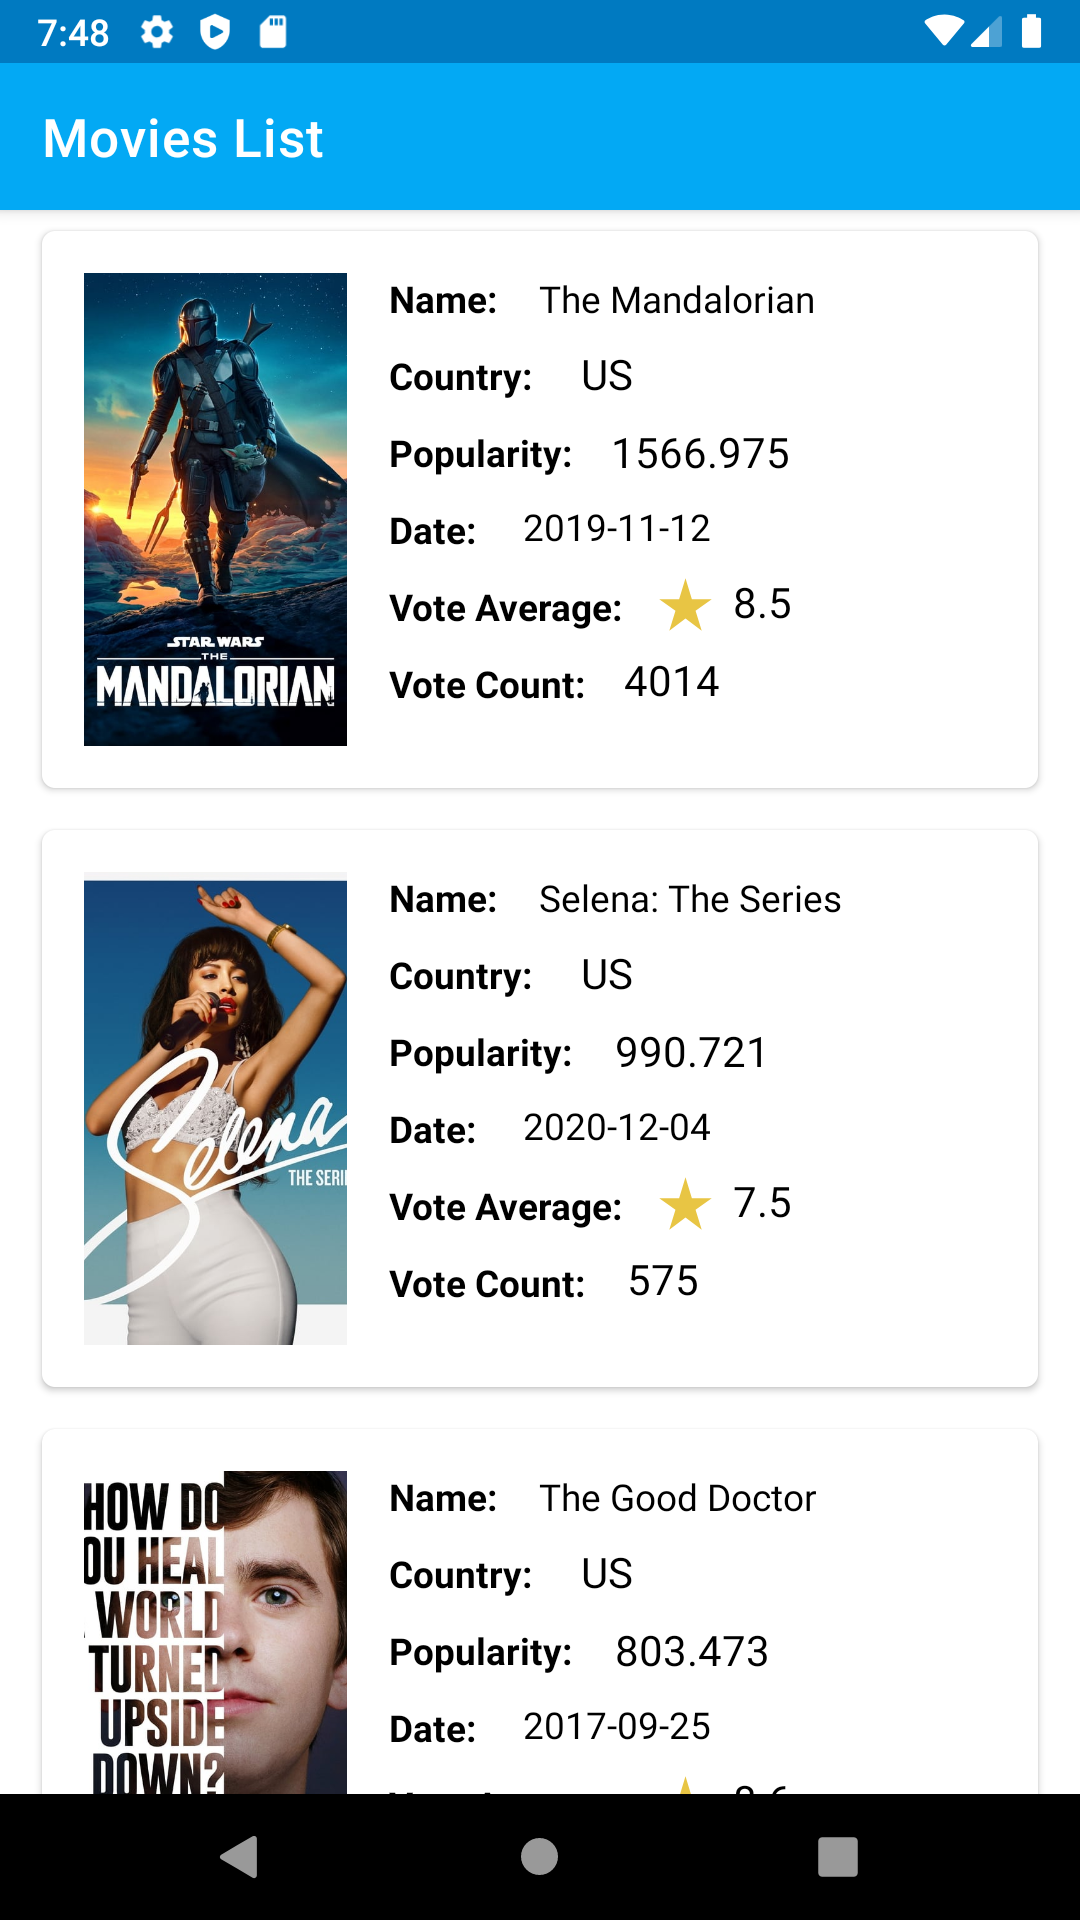 7:48
Movies List
STAR WARS
THE
MANDALORIAN
Name: The Mandalorian
Country: US
Popularity: 1566.975
Date: 2019-11-12
Vote Average: 8.5
Vote Count: 4014
Selena
THE SERI
Name: Selena: The Series
Country: US
Popularity: 990.721
Date: 2020-12-04
Vote Average: 7.5
Vote Count: 575
HOW DO
OU HEAL
WORLD
TURNED
UPSIDE
DOWN?
Name: The Good Doctor
Country: US
Popularity: 803.473
Date: 2017-09-25